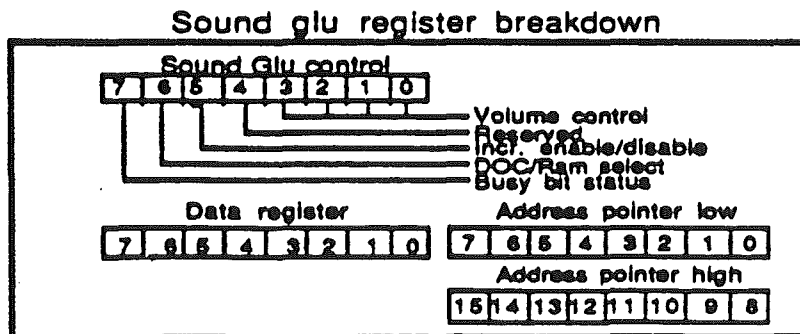 Sound glu register breakdown
Sound Glu control
7 6 5 4 3 2 1 0
Volume control
Reserved
Incr. enable/disable
DOC/Ram select
Busy bit status
Data register
7 6 5 4 3 2 1 0
Address pointer low
7 6 5 4 3 2 1 0
Address pointer high
15 14 13 12 11 10 9 8